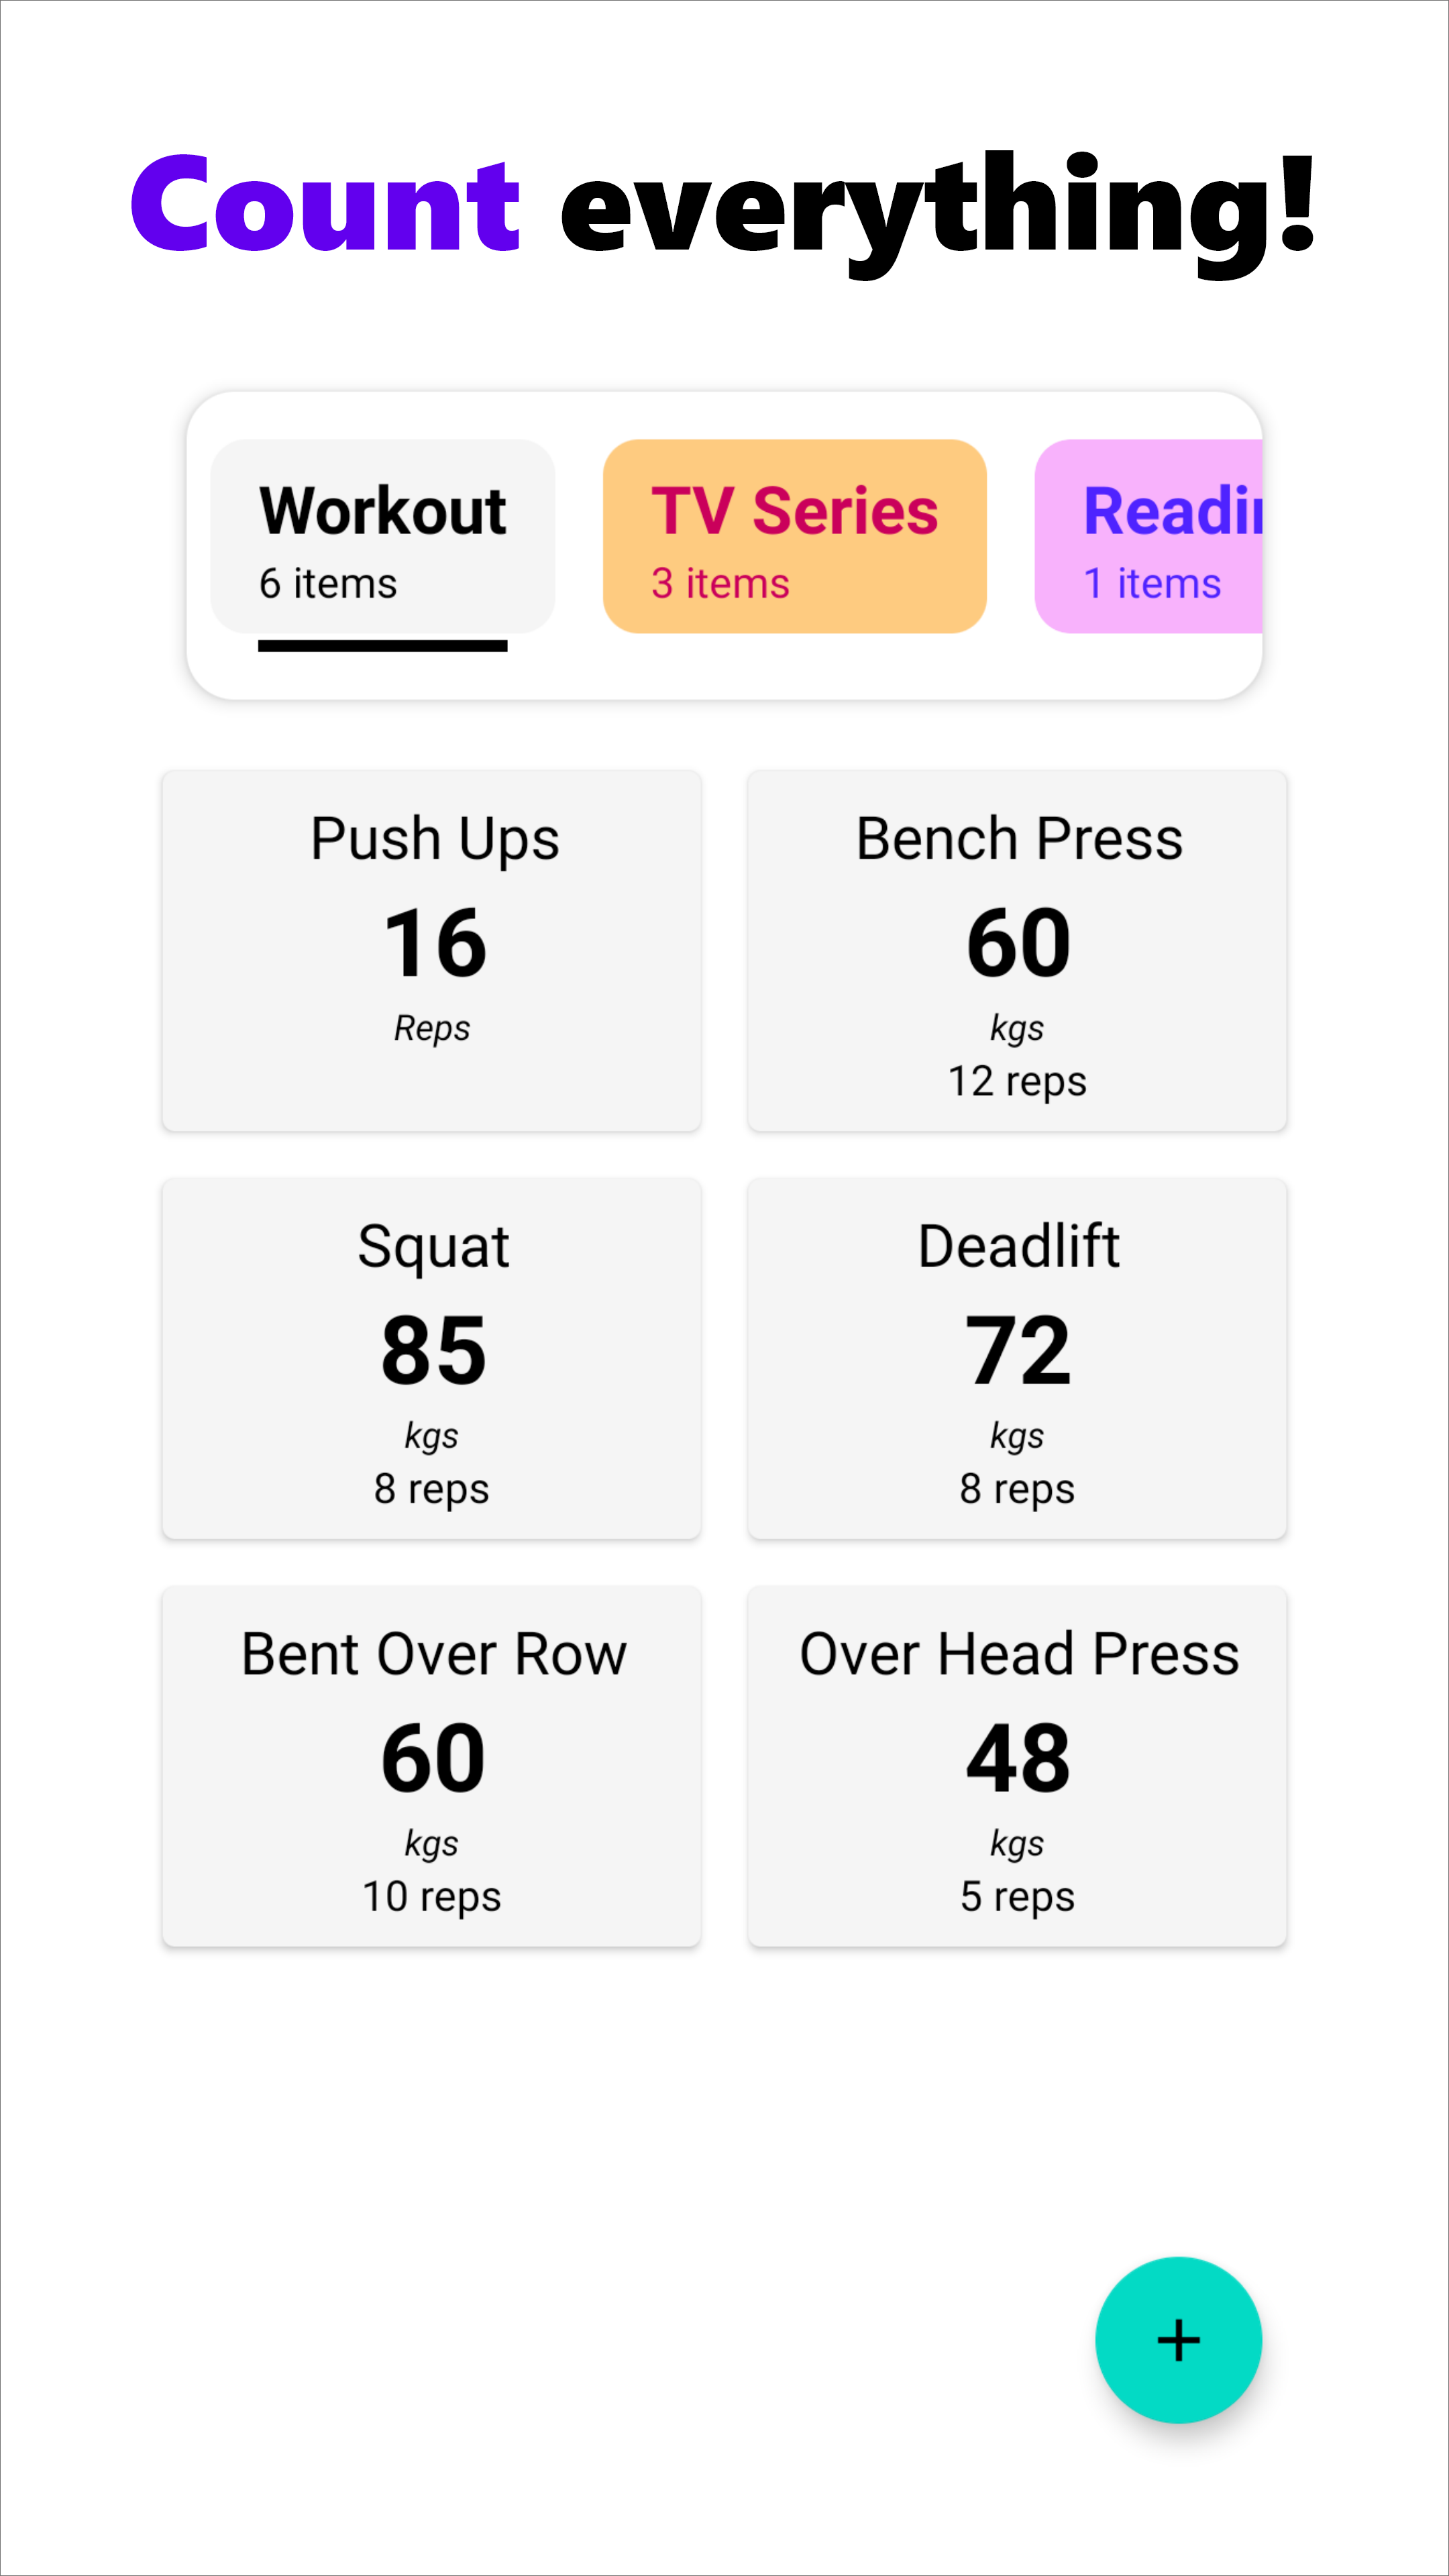 Count everything!
Workout
6 items
TV Series
3 items
Readin
1 items
Push Ups
16
Reps
Bench Press
60
kgs
12 reps
Squat
85
kgs
8 reps
Deadlift
72
kgs
8 reps
Bent Over Row
60
kgs
10 reps
Over Head Press
48
kgs
5 reps
+